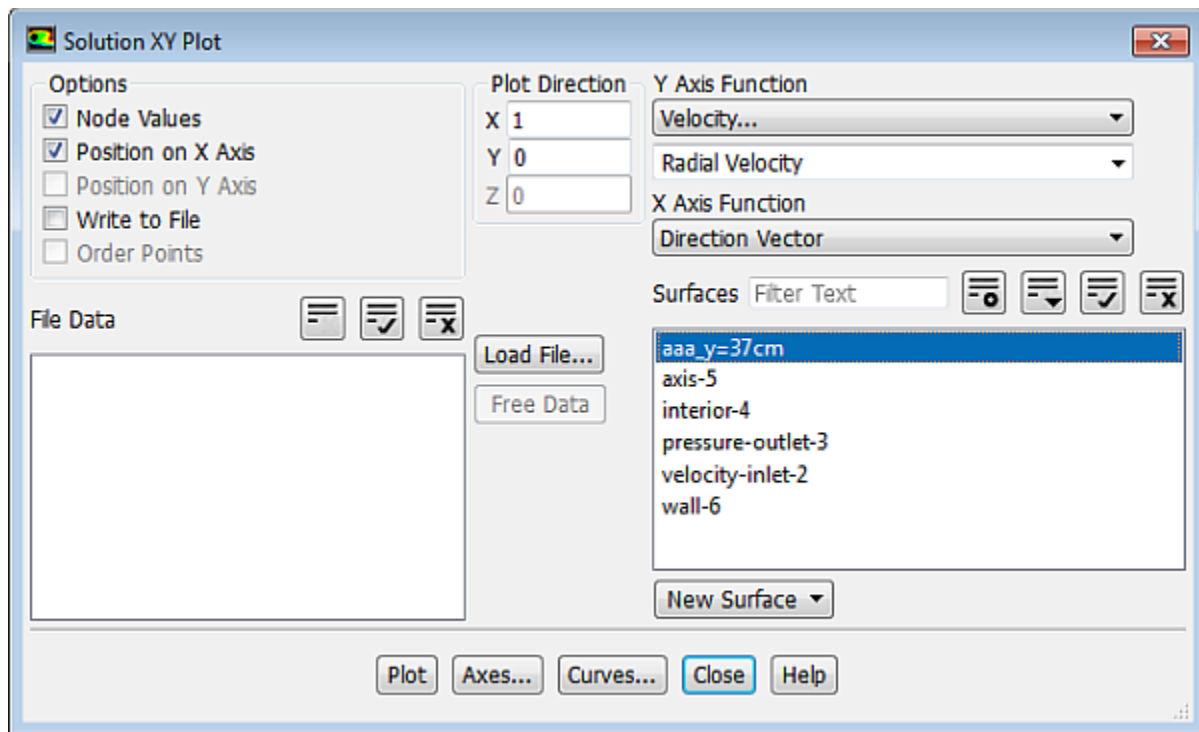 Solution XY Plot
Options
Node Values
Position on X Axis
Position on Y Axis
Write to File
Order Points
Plot Direction
X 1
Y 0
Z 0
Y Axis Function
Velocity...
Radial Velocity
X Axis Function
Direction Vector
File Data
Load File...
Free Data
Surfaces Filter Text
aaa_y=37cm
axis-5
interior-4
pressure-outlet-3
velocity-inlet-2
wall-6
New Surface
Plot Axes... Curves... Close Help